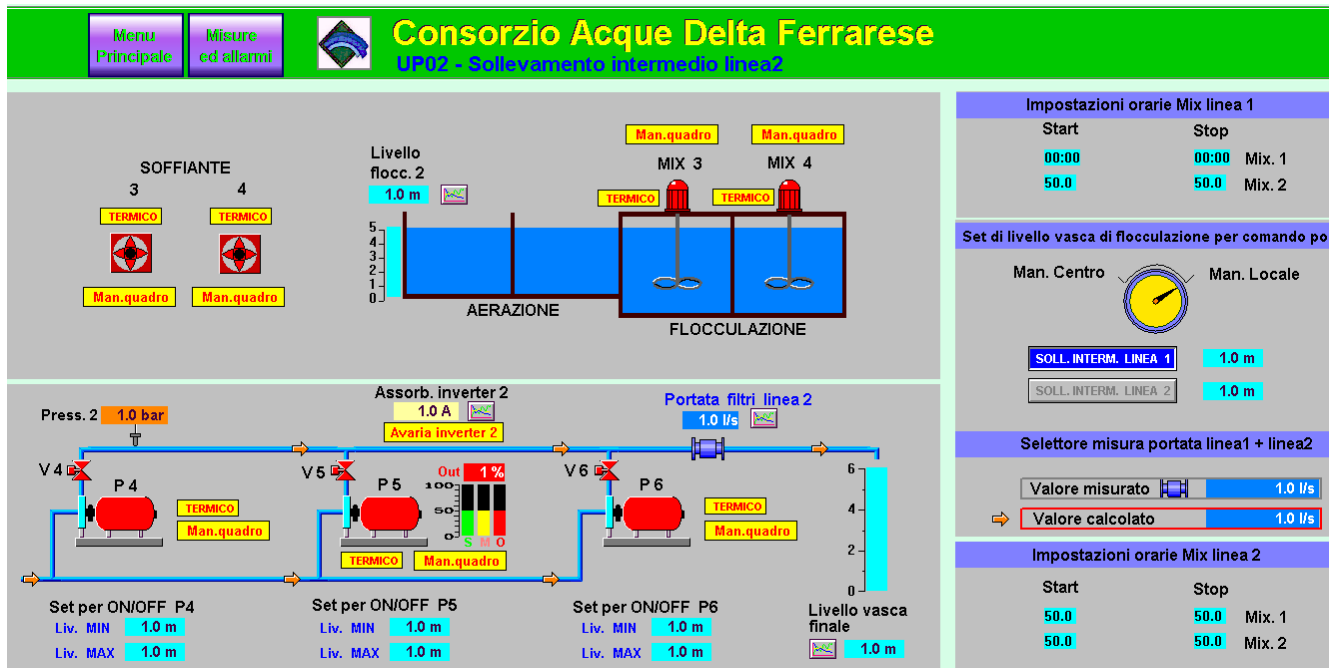 Menu
Principale
Misure
ed allarmi
Consorzio Acque Delta Ferrarese
UP02 - Sollevamento intermedio linea2
SOFFIANTE
3 4
TERMICO TERMICO
Man.quadro Man.quadro
Livello
flocc. 2
1.0 m
5
4
3
2
1
0
AERAZIONE
Man.quadro Man.quadro
MIX 3 MIX 4
TERMICO TERMICO
FLOCCULAZIONE
Impostazioni orarie Mix linea 1
Start Stop
00:00 00:00 Mix. 1
50.0 50.0 Mix. 2
Set di livello vasca di flocculazione per comando po
Man. Centro Man. Locale
SOLL. INTERM. LINEA 1 1.0 m
SOLL. INTERM. LINEA 2 1.0 m
Selettore misura portata linea1 + linea2
Valore misurato 1.0 l/s
Valore calcolato 1.0 l/s
Impostazioni orarie Mix linea 2
Start Stop
50.0 50.0 Mix. 1
50.0 50.0 Mix. 2
Press. 2 1.0 bar
Assorb. inverter 2
1.0 A
Avaria inverter 2
Portata filtri linea 2
1.0 l/s
V 4
P 4
TERMICO
Man.quadro
V 5
P 5
Out 1 %
100
50
0
S M O
TERMICO Man.quadro
V 6
P 6
TERMICO
Man.quadro
6
4
2
0
Livello vasca
finale
1.0 m
Set per ON/OFF P4
Liv. MIN 1.0 m
Liv. MAX 1.0 m
Set per ON/OFF P5
Liv. MIN 1.0 m
Liv. MAX 1.0 m
Set per ON/OFF P6
Liv. MIN 1.0 m
Liv. MAX 1.0 m